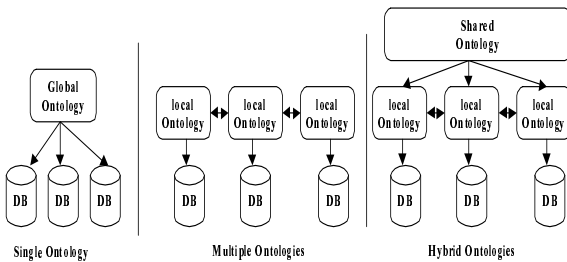 Global
Ontology
DB
DB
DB
Single Ontology
local
Ontology
local
Ontology
local
Ontology
DB
DB
DB
Multiple Ontologies
Shared
Ontology
local
Ontology
local
Ontology
local
Ontology
DB
DB
DB
Hybrid Ontologies